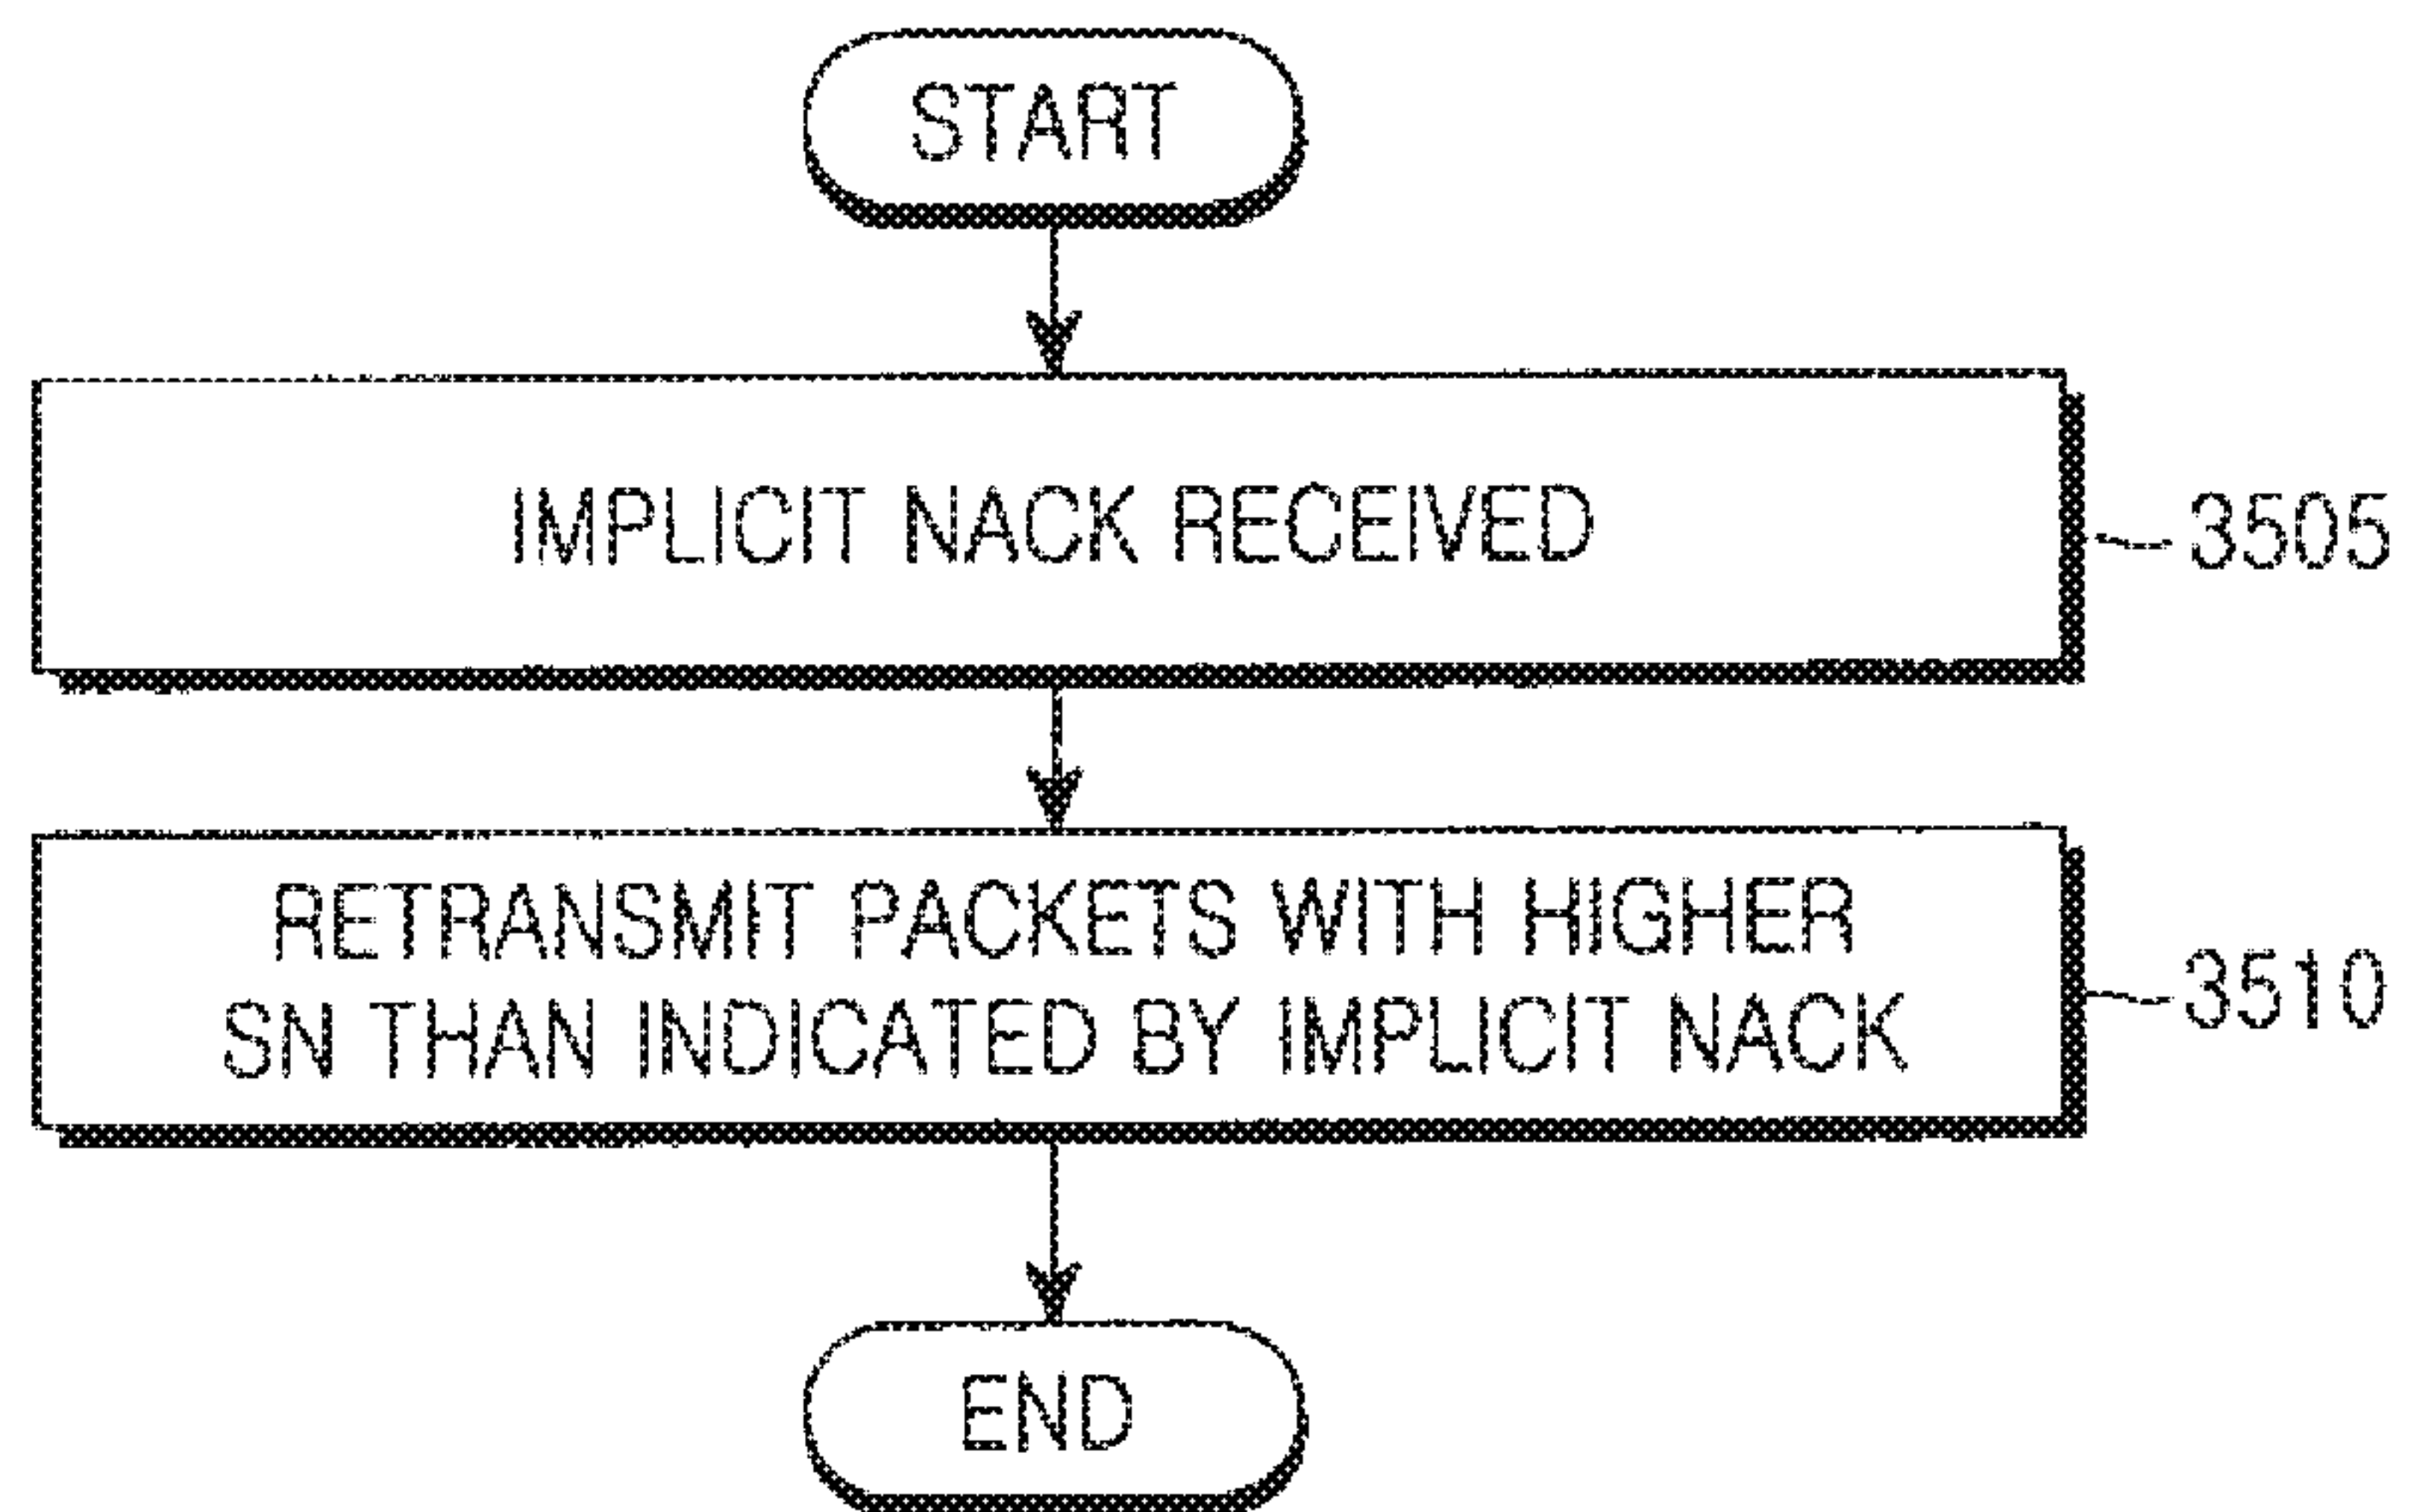 START
IMPLICIT NACK RECEIVED
3505
RETRANSMIT PACKETS WITH HIGHER
SN THAN INDICATED BY IMPLICIT NACK
3510
END